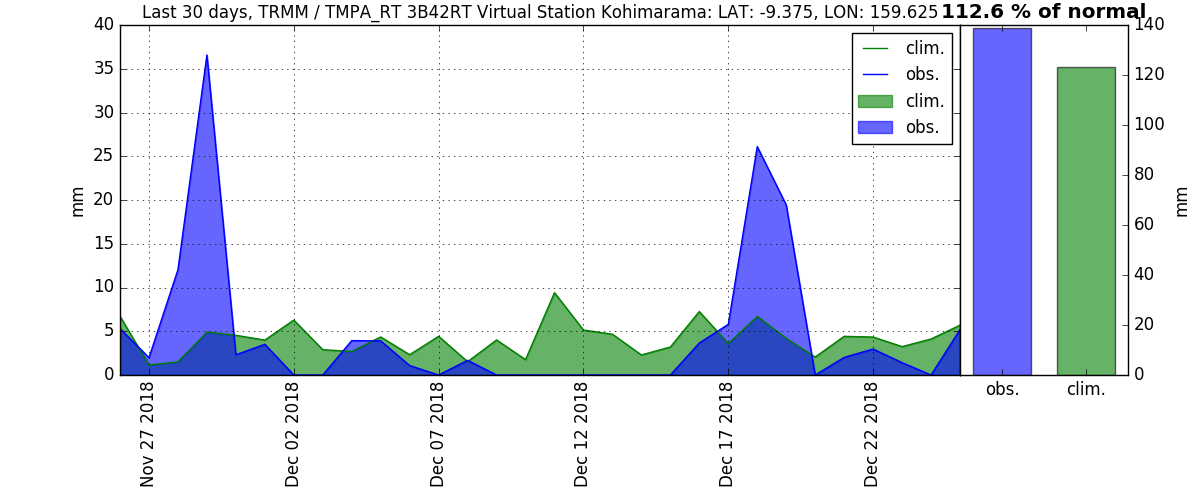 Last 30 days, TRMM / TMPA_RT 3B42RT Virtual Station Kohimarama: LAT: -9.375, LON: 159.625
112.6 % of normal
40
35
30
25
20
15
10
5
0
mm
clim.
obs.
clim.
obs.
Nov 27 2018
Dec 02 2018
Dec 07 2018
Dec 12 2018
Dec 17 2018
Dec 22 2018
140
120
100
80
60
40
20
0
mm
obs.
clim.